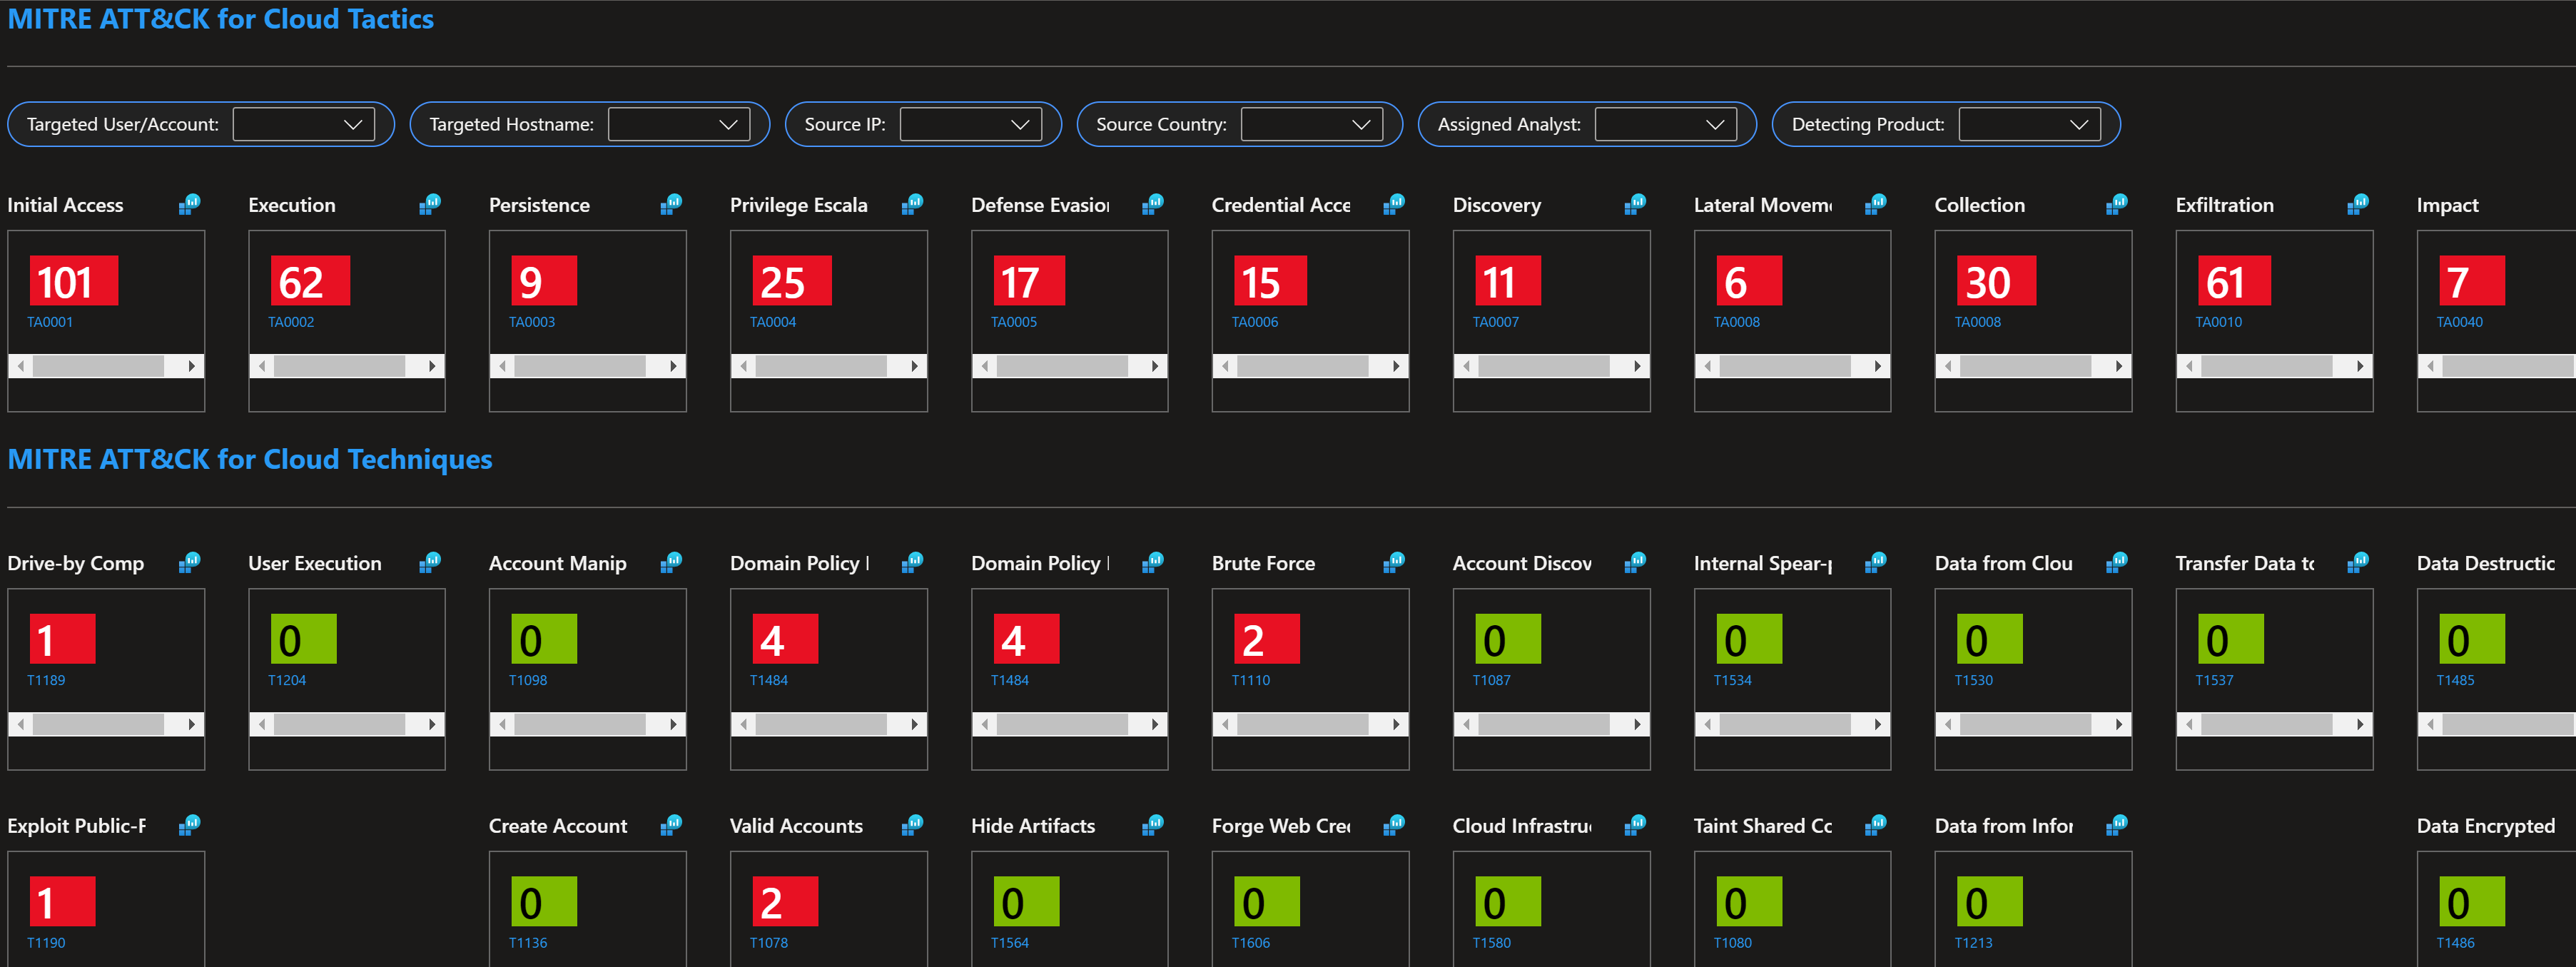 MITRE ATT&CK for Cloud Tactics
Targeted User/Account: Targeted Hostname: Source IP: Source Country: Assigned Analyst: Detecting Product:
Initial Access Execution Persistence Privilege Escala Defense Evasion Credential Acce Discovery Lateral Movem Collection Exfiltration Impact
101 62 9 25 17 15 11 6 30 61 7
TA0001 TA0002 TA0003 TA0004 TA0005 TA0006 TA0007 TA0008 TA0008 TA0010 TA0040
MITRE ATT&CK for Cloud Techniques
Drive-by Comp User Execution Account Manip Domain Policy Domain Policy Brute Force Account Discov Internal Spear- Data from Clou Transfer Data to Data Destructic
1 0 0 4 4 2 0 0 0 0 0
T1189 T1204 T1098 T1484 T1484 T1110 T1087 T1534 T1530 T1537 T1485
Exploit Public-F Create Account Valid Accounts Hide Artifacts Forge Web Cre Cloud Infrastru Taint Shared Cc Data from Infor Data Encrypted
1 0 2 0 0 0 0 0 0
T1190 T1136 T1078 T1564 T1606 T1580 T1080 T1213 T1486